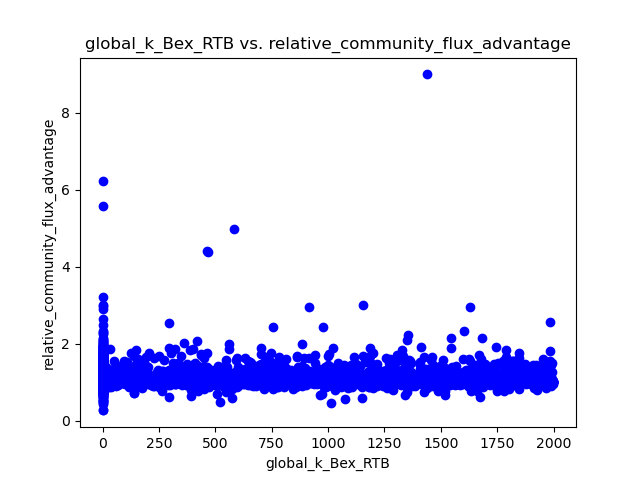 global_k_Bex_RTB vs. relative_community_flux_advantage
relative_community_flux_advantage
8
6
4
2
0
0 250 500 750 1000 1250 1500 1750 2000
global_k_Bex_RTB